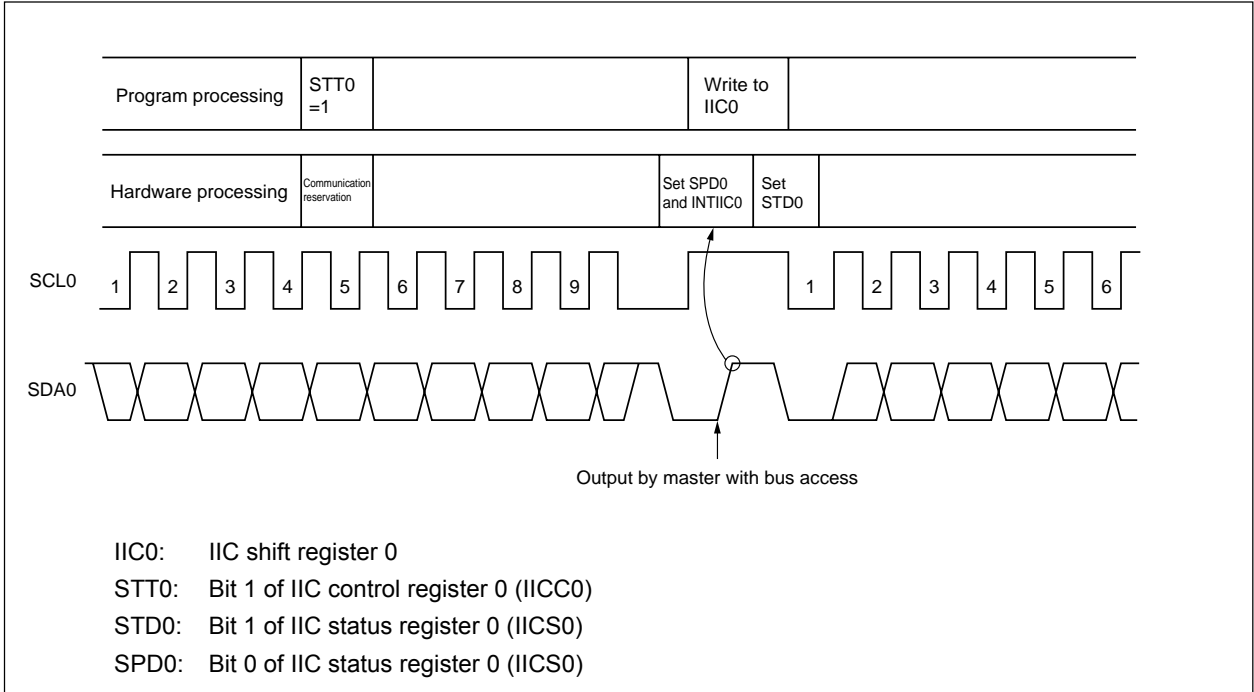 Program processing
STT0
=1
Write to
IIC0
Hardware processing
Communication
reservation
Set SPD0
and INTIIC0
Set
STD0
SCL0 1 2 3 4 5 6 7 8 9 1 2 3 4 5 6
SDA0
Output by master with bus access
IIC0: IIC shift register 0
STT0: Bit 1 of IIC control register 0 (IICC0)
STD0: Bit 1 of IIC status register 0 (IICS0)
SPD0: Bit 0 of IIC status register 0 (IICS0)